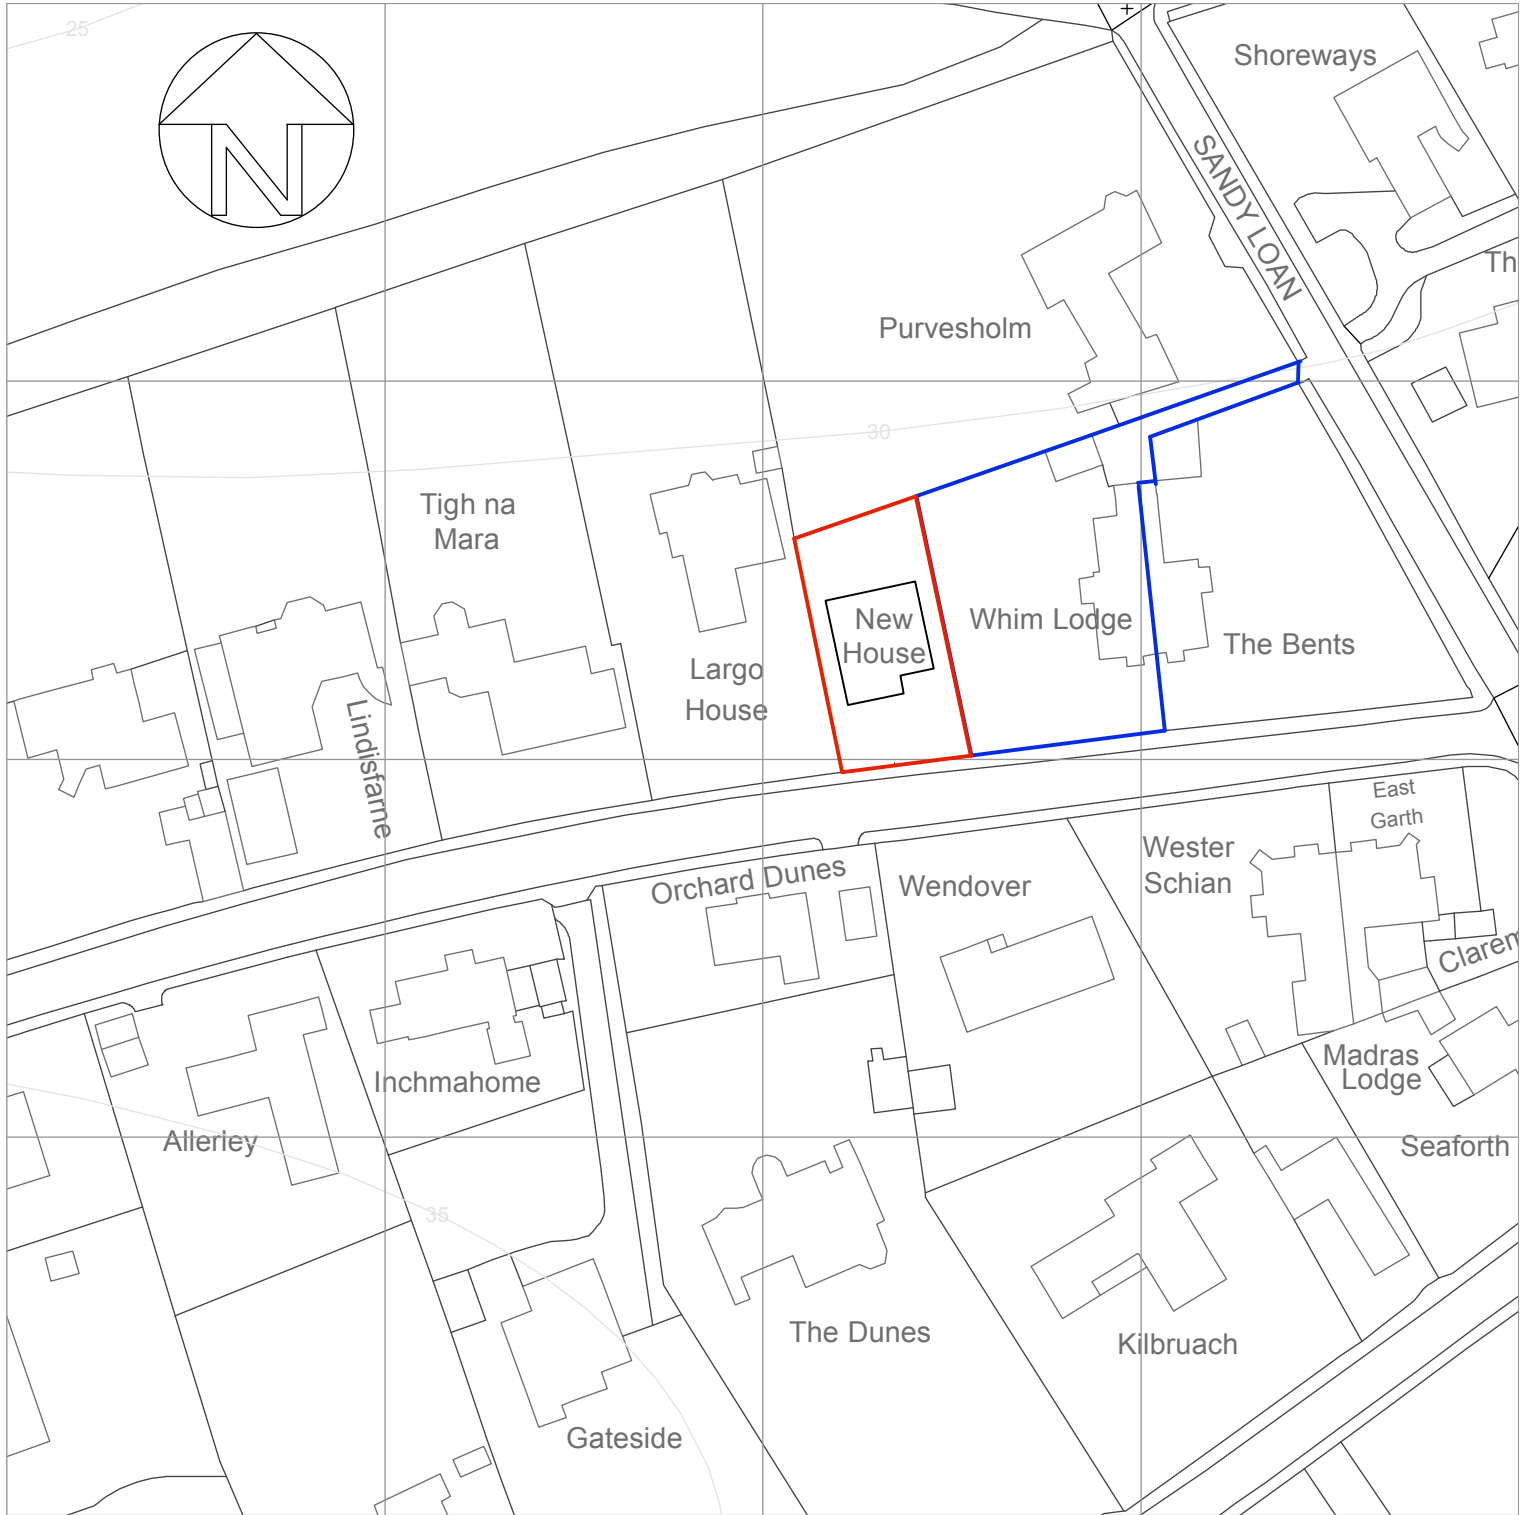 25
N
Shoreways
SANDY LOAN
Th
Purvesholm
30
Tigh na
Mara
New
House
Whim Lodge
The Bents
Largo
House
Lindisfarne
East
Garth
Orchard Dunes
Wendover
Wester
Schian
Clarem
Inchmahome
Madras
Lodge
Allerley
Seaforth
35
The Dunes
Kilbruach
Gateside